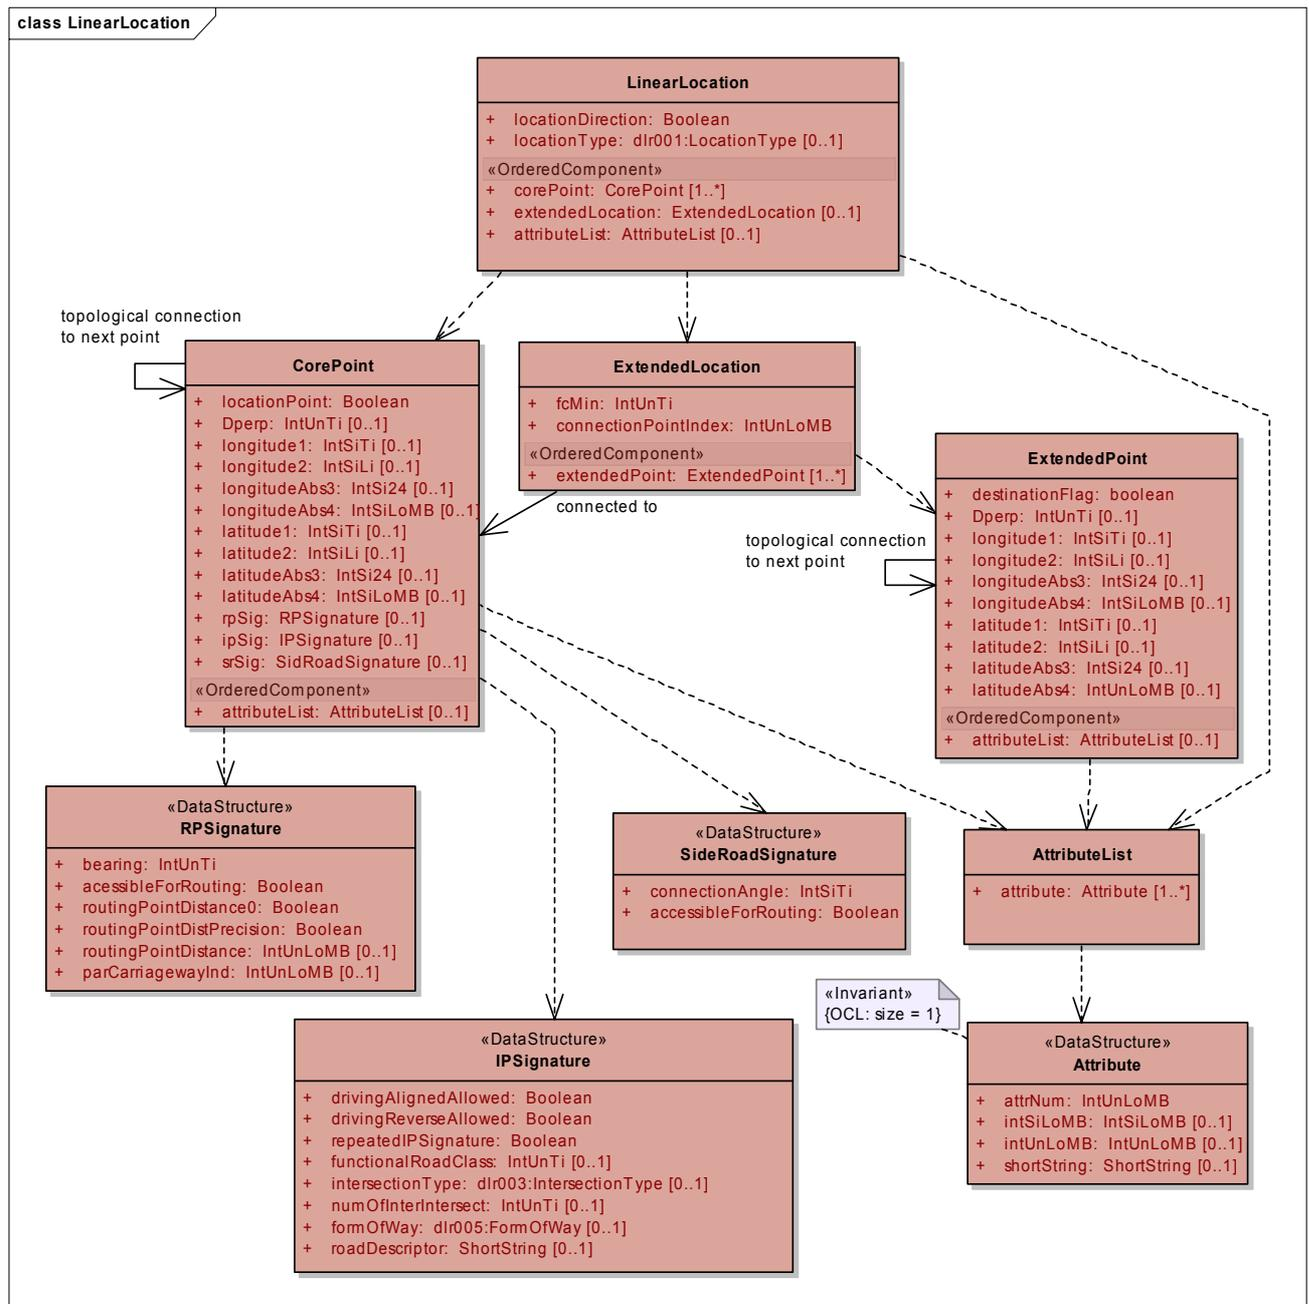 class LinearLocation
LinearLocation
+ locationDirection: Boolean
+ locationType: dlr001:LocationType [0..1]
«OrderedComponent»
+ corePoint: CorePoint [1..*]
+ extendedLocation: ExtendedLocation [0..1]
+ attributeList: AttributeList [0..1]
topological connection
to next point
CorePoint
+ locationPoint: Boolean
+ Dperp: IntUnTi [0..1]
+ longitude1: IntSiTi [0..1]
+ longitude2: IntSiLi [0..1]
+ longitudeAbs3: IntSi24 [0..1]
+ longitudeAbs4: IntSiLoMB [0..1]
+ latitude1: IntSiTi [0..1]
+ latitude2: IntSiLi [0..1]
+ latitudeAbs3: IntSi24 [0..1]
+ latitudeAbs4: IntSiLoMB [0..1]
+ rpSig: RPSignature [0..1]
+ ipSig: IPSignature [0..1]
+ srSig: SidRoadSignature [0..1]
«OrderedComponent»
+ attributeList: AttributeList [0..1]
ExtendedLocation
+ fcMin: IntUnTi
+ connectionPointIndex: IntUnLoMB
«OrderedComponent»
+ extendedPoint: ExtendedPoint [1..*]
connected to
topological connection
to next point
ExtendedPoint
+ destinationFlag: boolean
+ Dperp: IntUnTi [0..1]
+ longitude1: IntSiTi [0..1]
+ longitude2: IntSiLi [0..1]
+ longitudeAbs3: IntSi24 [0..1]
+ longitudeAbs4: IntSiLoMB [0..1]
+ latitude1: IntSiTi [0..1]
+ latitude2: IntSiLi [0..1]
+ latitudeAbs3: IntSi24 [0..1]
+ latitudeAbs4: IntUnLoMB [0..1]
«OrderedComponent»
+ attributeList: AttributeList [0..1]
«DataStructure»
RPSignature
+ bearing: IntUnTi
+ acessibleForRouting: Boolean
+ routingPointDistance0: Boolean
+ routingPointDistPrecision: Boolean
+ routingPointDistance: IntUnLoMB [0..1]
+ parCarriagewayInd: IntUnLoMB [0..1]
«DataStructure»
SideRoadSignature
+ connectionAngle: IntSiTi
+ accessibleForRouting: Boolean
AttributeList
+ attribute: Attribute [1..*]
«Invariant»
{OCL: size = 1}
«DataStructure»
IPSignature
+ drivingAlignedAllowed: Boolean
+ drivingReverseAllowed: Boolean
+ repeatedIPSignature: Boolean
+ functionalRoadClass: IntUnTi [0..1]
+ intersectionType: dlr003:IntersectionType [0..1]
+ numOfInterIntersect: IntUnTi [0..1]
+ formOfWay: dlr005:FormOfWay [0..1]
+ roadDescriptor: ShortString [0..1]
«DataStructure»
Attribute
+ attrNum: IntUnLoMB
+ intSiLoMB: IntSiLoMB [0..1]
+ intUnLoMB: IntUnLoMB [0..1]
+ shortString: ShortString [0..1]